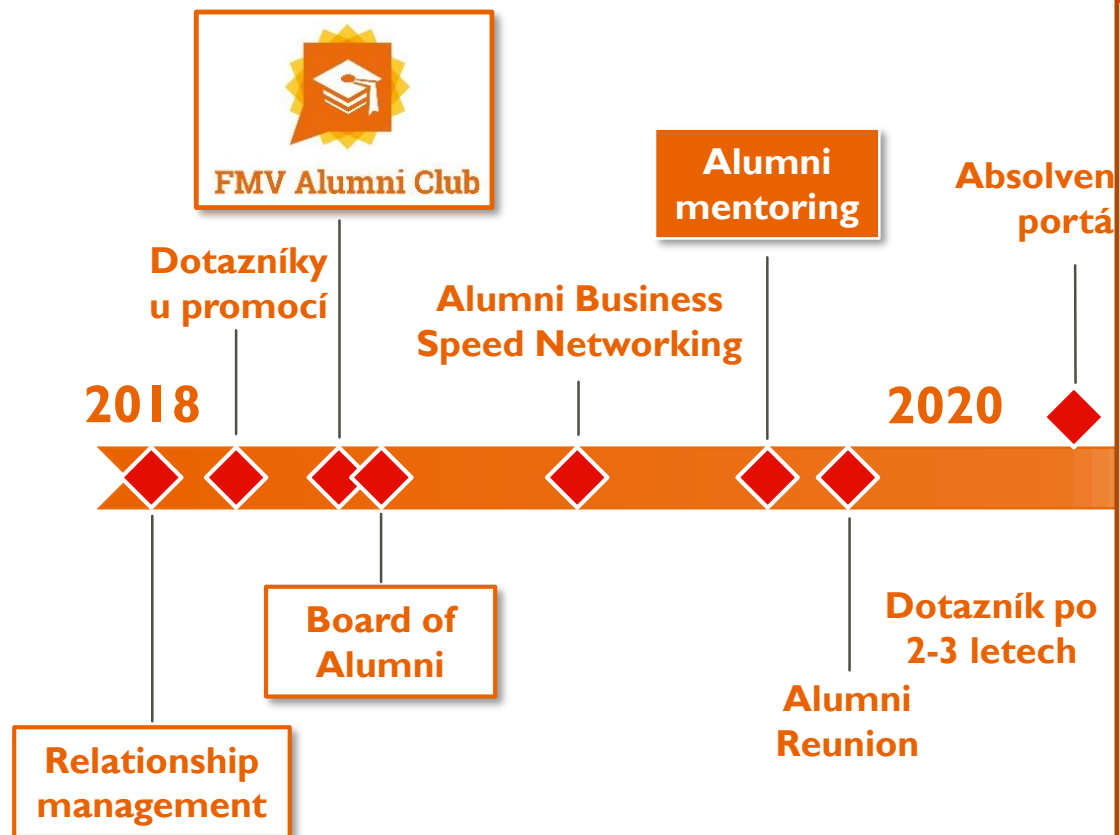 FMV Alumni Club
Alumni
mentoring
Absolven
portá
Dotazníky
u promocí
Alumni Business
Speed Networking
2018
2020
Board of
Alumni
Dotazník po
2-3 letech
Alumni
Reunion
Relationship
management